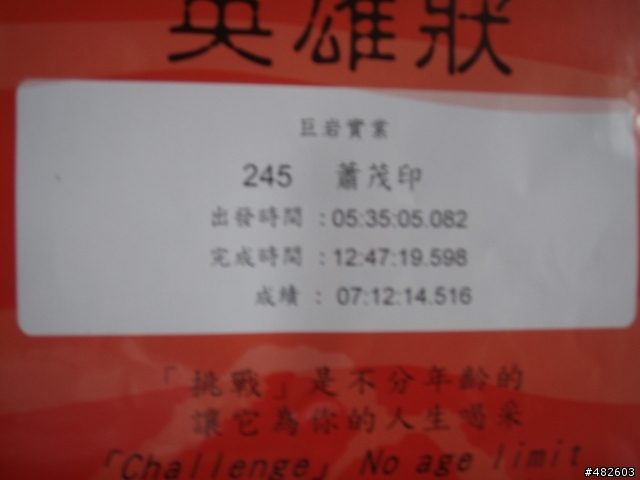 英雄狀
巨岩實業
245 蕭茂印
出發時間 : 05:35:05.082
完成時間 : 12:47:19.598
成績 : 07:12:14.516
「挑戰」是不分年齡的
讓它為你的人生喝采
「Challenge」 No age limit
#482603